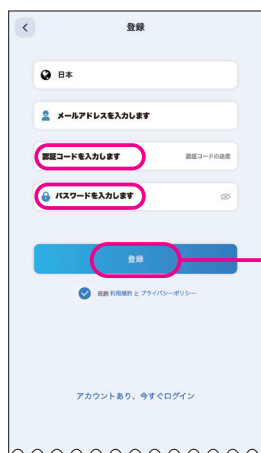 登録
日本
メールアドレスを入力します
認証コードを入力します 認証コードの送信
パスワードを入力します
登録
利用規約 と プライバシーポリシー
アカウントあり、今すぐログイン